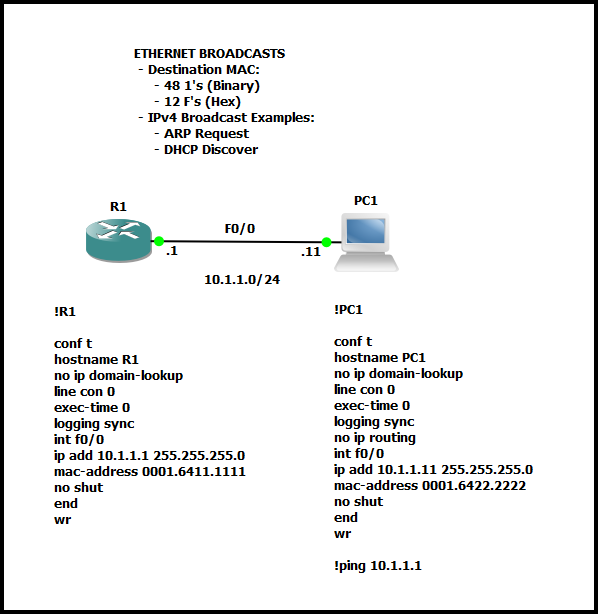 ETHERNET BROADCASTS
- Destination MAC:
- 48 1's (Binary)
- 12 F's (Hex)
- IPv4 Broadcast Examples:
- ARP Request
- DHCP Discover
R1
PC1
F0/0
.1
.11
10.1.1.0/24
!R1
conf t
hostname R1
no ip domain-lookup
line con 0
exec-time 0
logging sync
int f0/0
ip add 10.1.1.1 255.255.255.0
mac-address 0001.6411.1111
no shut
end
wr
!PC1
conf t
hostname PC1
no ip domain-lookup
line con 0
exec-time 0
logging sync
no ip routing
int f0/0
ip add 10.1.1.11 255.255.255.0
mac-address 0001.6422.2222
no shut
end
wr
!ping 10.1.1.1